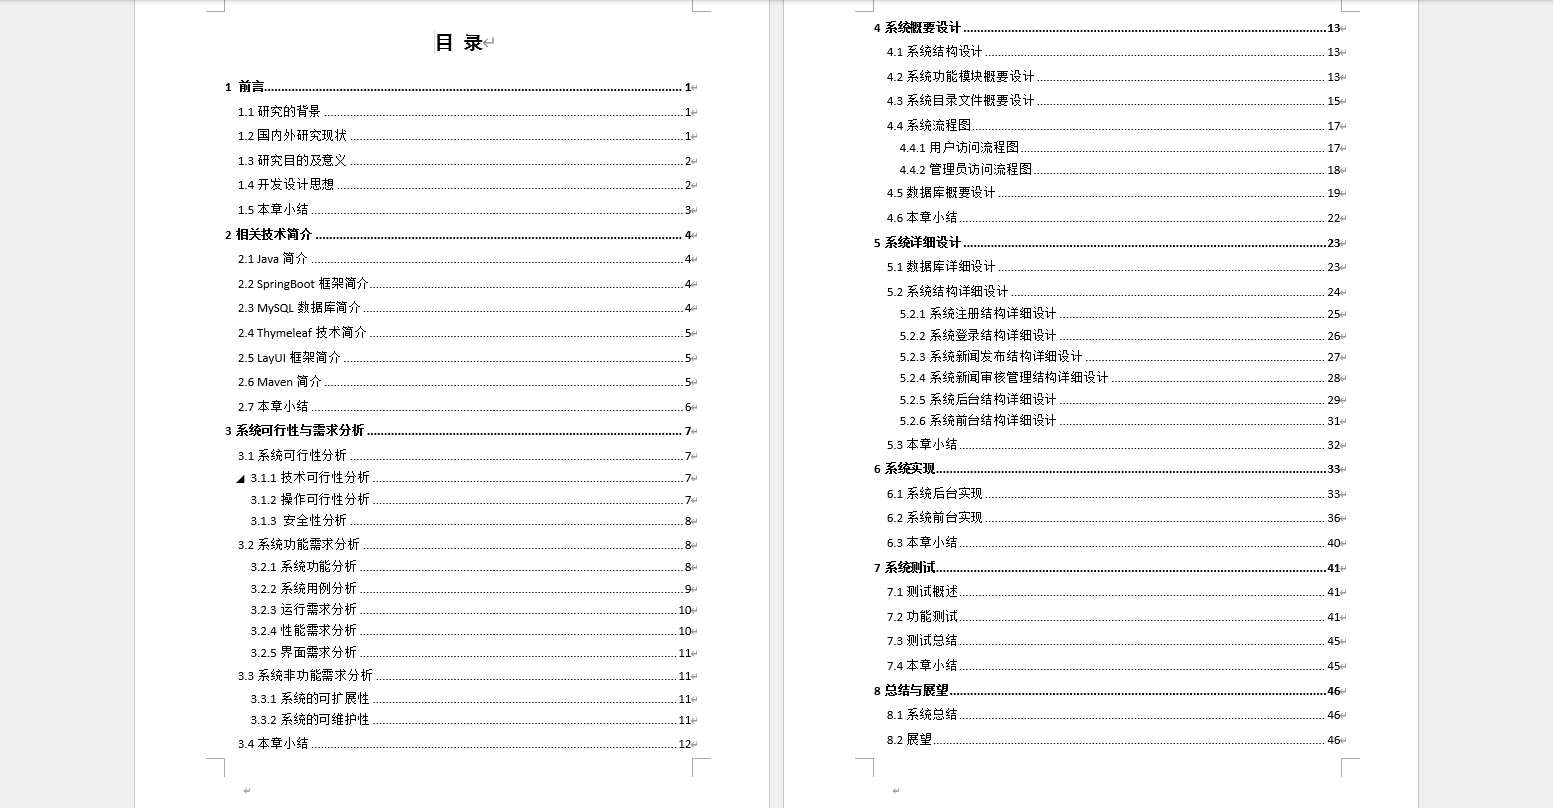 目 录
1 前言 1
1.1 研究的背景 1
1.2 国内外研究现状 1
1.3 研究目的及意义 2
1.4 开发设计思想 2
1.5 本章小结 3
2 相关技术简介 4
2.1 Java 简介 4
2.2 SpringBoot 框架简介 4
2.3 MySQL 数据库简介 4
2.4 Thymeleaf 技术简介 5
2.5 LayUI 框架简介 5
2.6 Maven 简介 5
2.7 本章小结 6
3 系统可行性与需求分析 7
3.1 系统可行性分析 7
3.1.1 技术可行性分析 7
3.1.2 操作可行性分析 7
3.1.3 安全性分析 8
3.2 系统功能需求分析 8
3.2.1 系统功能分析 8
3.2.2 系统用例分析 9
3.2.3 运行需求分析 10
3.2.4 性能需求分析 10
3.2.5 界面需求分析 11
3.3 系统非功能需求分析 11
3.3.1 系统的可扩展性 11
3.3.2 系统的可维护性 11
3.4 本章小结 12
4 系统概要设计 13
4.1 系统结构设计 13
4.2 系统功能模块概要设计 13
4.3 系统目录文件概要设计 15
4.4 系统流程图 17
4.4.1 用户访问流程图 17
4.4.2 管理员访问流程图 18
4.5 数据库概要设计 19
4.6 本章小结 22
5 系统详细设计 23
5.1 数据库详细设计 23
5.2 系统结构详细设计 24
5.2.1 系统注册结构详细设计 25
5.2.2 系统登录结构详细设计 26
5.2.3 系统新闻发布结构详细设计 27
5.2.4 系统新闻审核管理结构详细设计 28
5.2.5 系统后台结构详细设计 29
5.2.6 系统前台结构详细设计 31
5.3 本章小结 32
6 系统实现 33
6.1 系统后台实现 33
6.2 系统前台实现 36
6.3 本章小结 40
7 系统测试 41
7.1 测试概述 41
7.2 功能测试 41
7.3 测试总结 45
7.4 本章小结 45
8 总结与展望 46
8.1 系统总结 46
8.2 展望 46